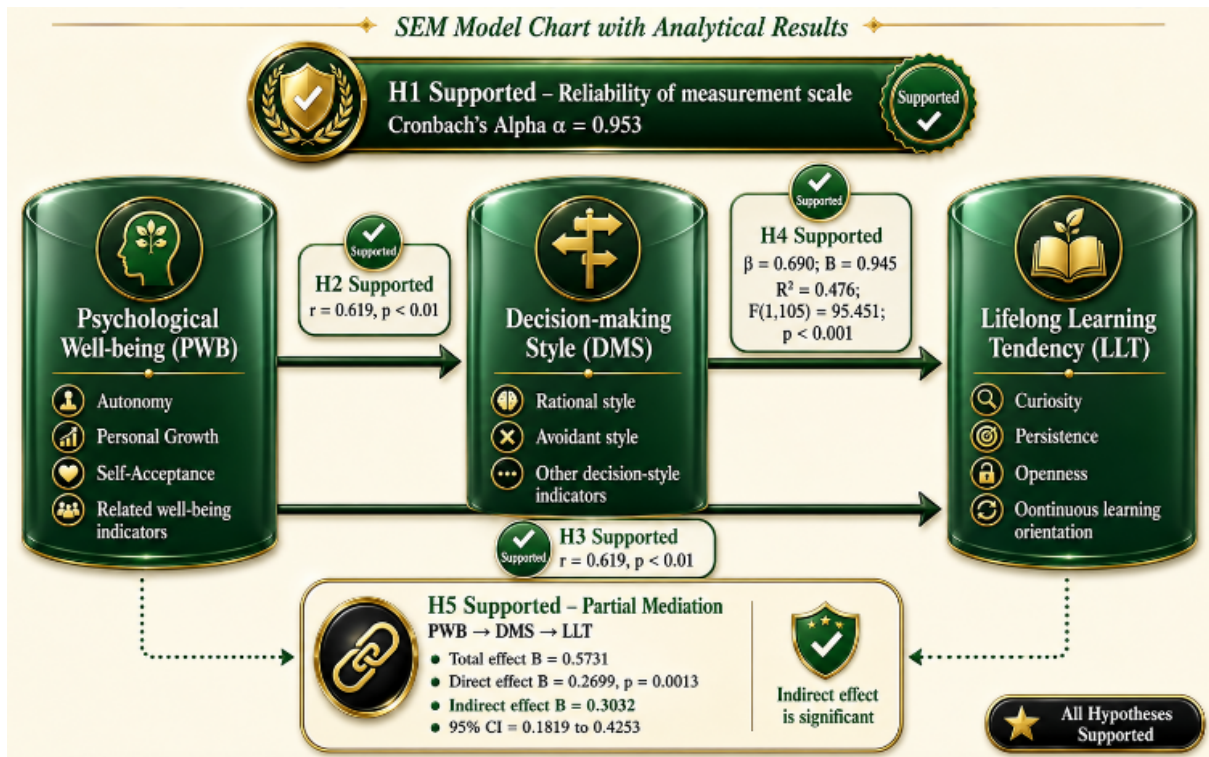 SEM Model Chart with Analytical Results
H1 Supported – Reliability of measurement scale
Cronbach's Alpha α = 0.953
Supported
Psychological
Well-being (PWB)
Autonomy
Personal Growth
Self-Acceptance
Related well-being
indicators
Supported
H2 Supported
r = 0.619, p < 0.01
Decision-making
Style (DMS)
Rational style
Avoidant style
Other decision-style
indicators
Supported
H4 Supported
β = 0.690; B = 0.945
R² = 0.476;
F(1,105) = 95.451;
p < 0.001
Lifelong Learning
Tendency (LLT)
Curiosity
Persistence
Openness
Oontinuous learning
orientation
Supported
H3 Supported
r = 0.619, p < 0.01
H5 Supported – Partial Mediation
PWB → DMS → LLT
• Total effect B = 0.5731
• Direct effect B = 0.2699, p = 0.0013
• Indirect effect B = 0.3032
• 95% CI = 0.1819 to 0.4253
Indirect effect
is significant
All Hypotheses
Supported